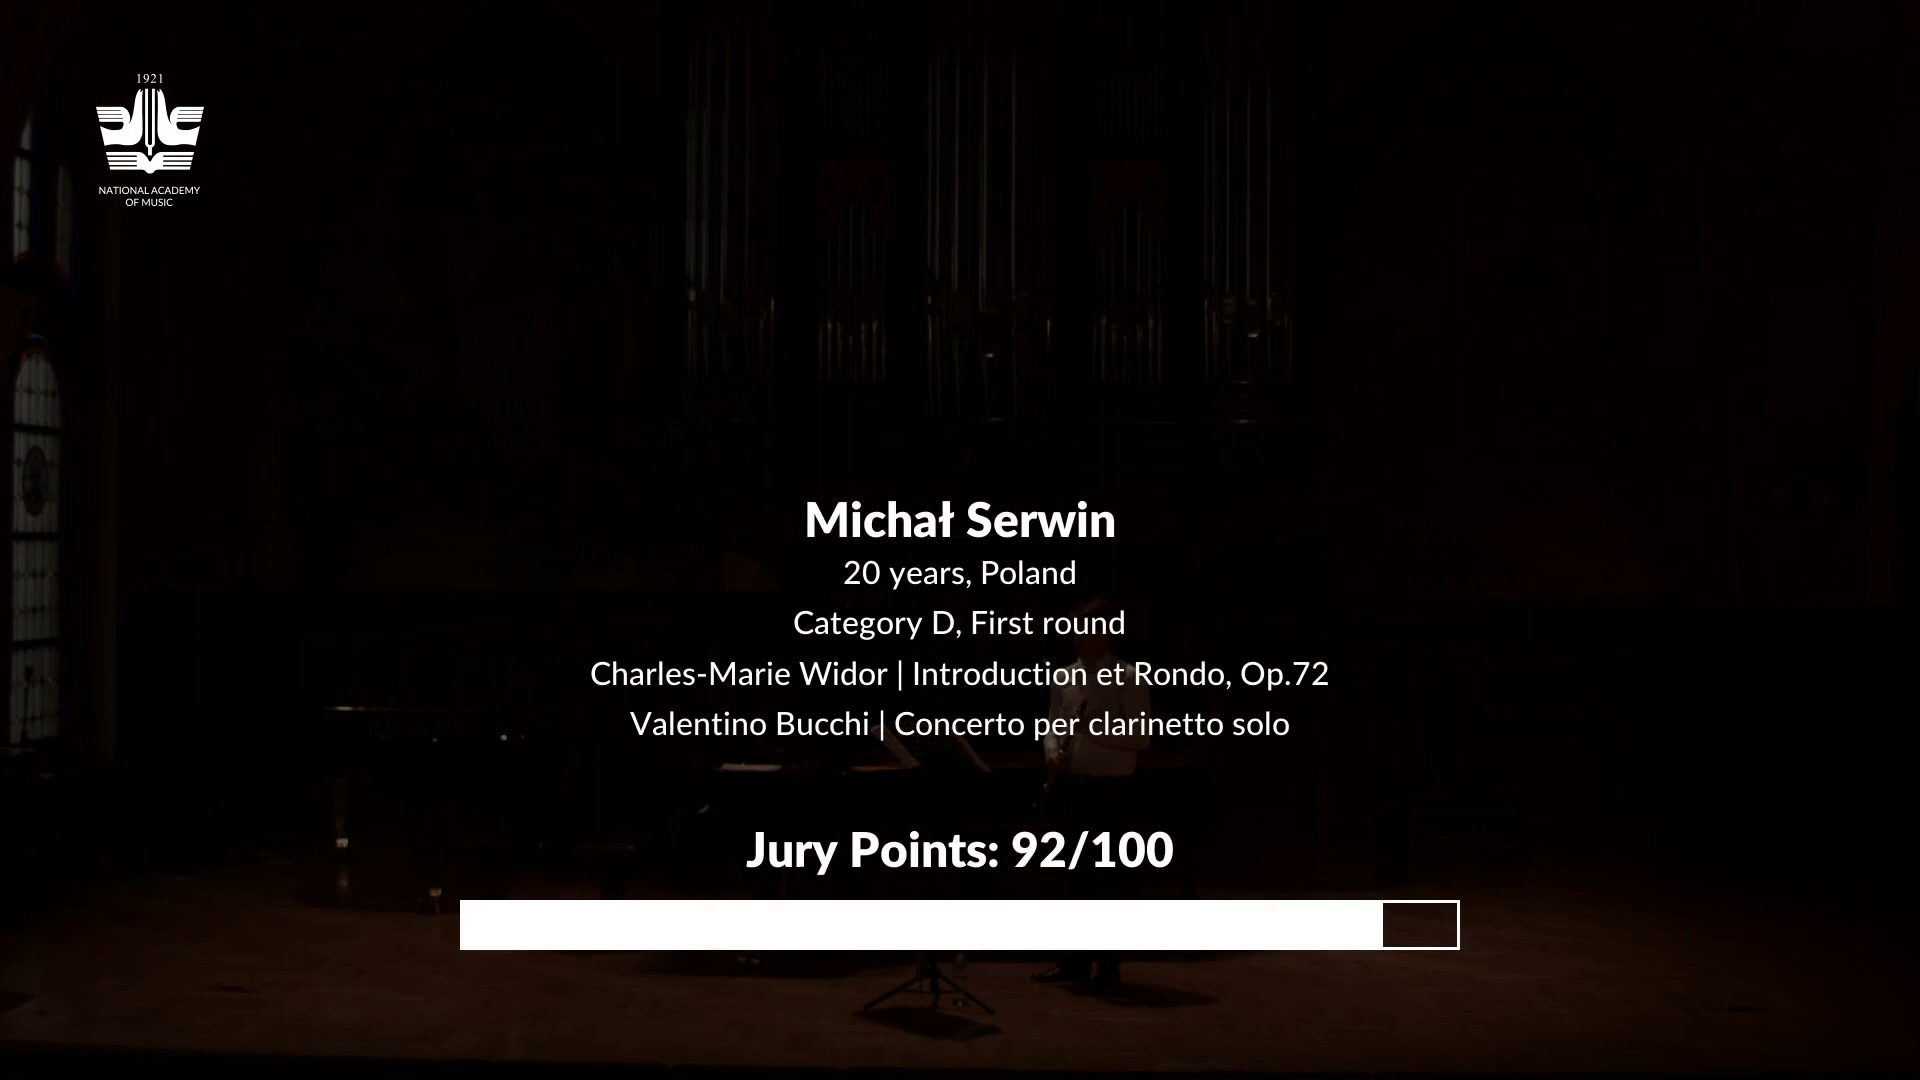 1921
NATIONAL ACADEMY
OF MUSIC
Michał Serwin
20 years, Poland
Category D, First round
Charles-Marie Widor | Introduction et Rondo, Op.72
Valentino Bucchi | Concerto per clarinetto solo
Jury Points: 92/100